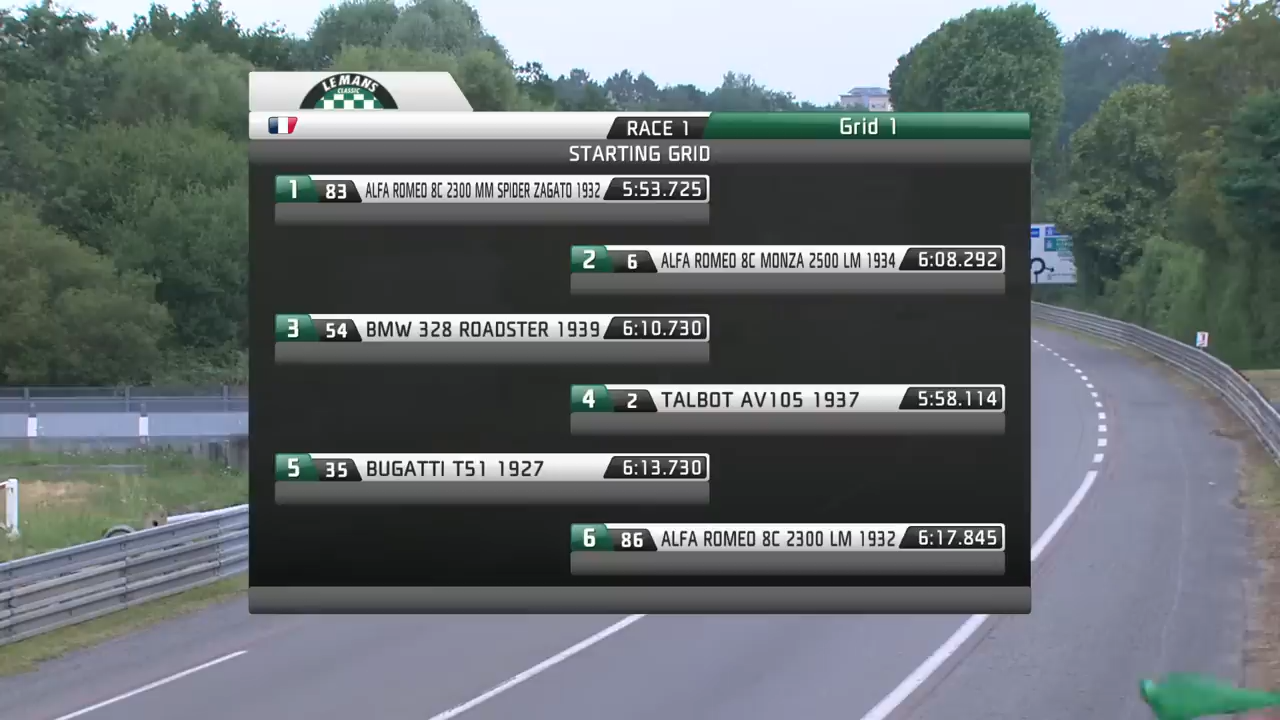 LE MANS
CLASSIC
RACE 1
Grid 1
STARTING GRID
1 83 ALFA ROMEO 8C 2300 MM SPIDER ZAGATO 1932 5:53.725
2 6 ALFA ROMEO 8C MONZA 2500 LM 1934 6:08.292
3 54 BMW 328 ROADSTER 1939 6:10.730
4 2 TALBOT AV105 1937 5:58.114
5 35 BUGATTI T51 1927 6:13.730
6 86 ALFA ROMEO 8C 2300 LM 1932 6:17.845